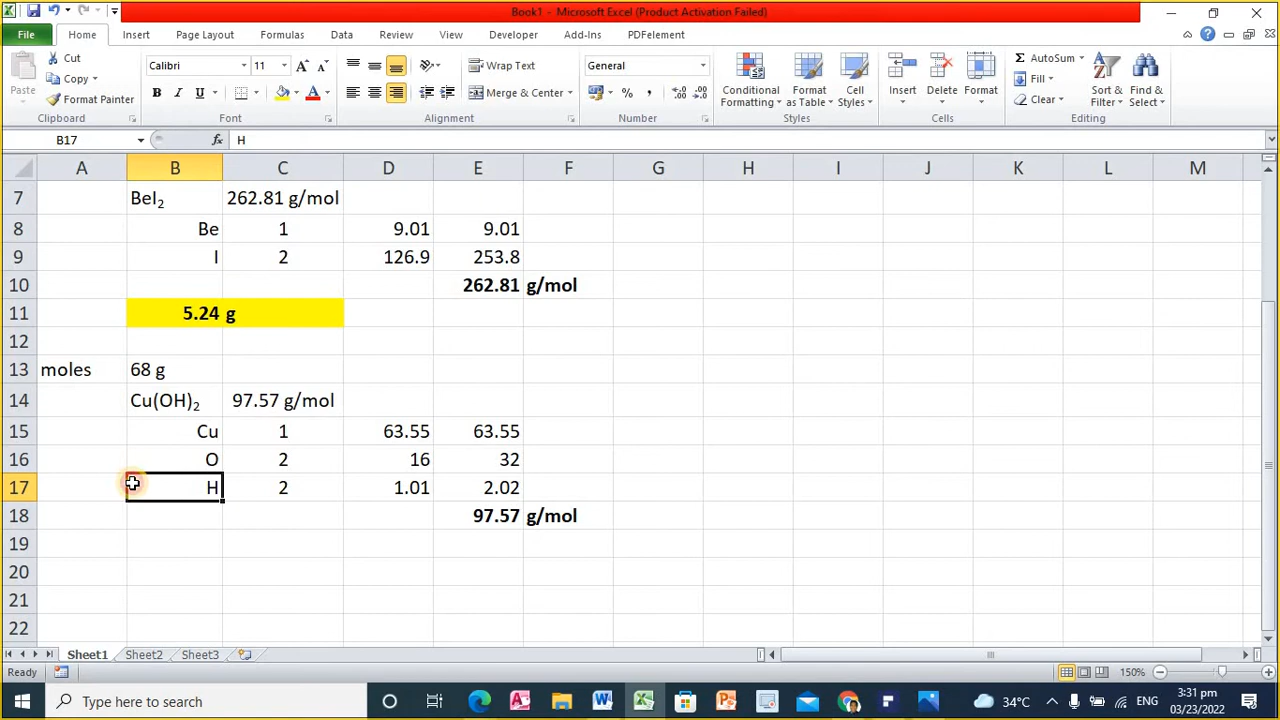 Book1 - Microsoft Excel (Product Activation Failed)
File Home Insert Page Layout Formulas Data Review View Developer Add-Ins PDFelement
Paste Cut Copy Format Painter Clipboard
Calibri 11 A A B I U A Font
Wrap Text Merge & Center Alignment
General % , .0 .00 .00 .0 Number
Conditional Formatting Format as Table Cell Styles Styles
Insert Delete Format Cells
Σ AutoSum Fill Clear Sort & Filter Find & Select Editing
B17 fx H
A B C D E F G H I J K L M
7 BeI₂ 262.81 g/mol
8 Be 1 9.01 9.01
9 I 2 126.9 253.8
10 262.81 g/mol
11 5.24 g
12
13 moles 68 g
14 Cu(OH)₂ 97.57 g/mol
15 Cu 1 63.55 63.55
16 O 2 16 32
17 H 2 1.01 2.02
18 97.57 g/mol
19
20
21
22
Sheet1 Sheet2 Sheet3
Ready 150%
Type here to search 34°C ENG 3:31 pm
03/23/2022